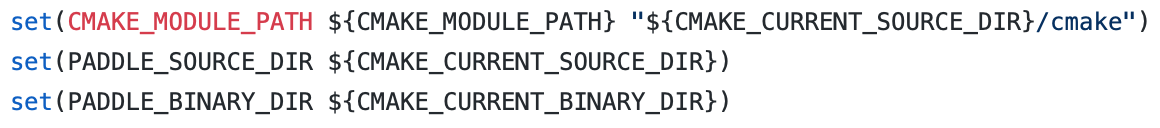 set(CMAKE_MODULE_PATH ${CMAKE_MODULE_PATH} "${CMAKE_CURRENT_SOURCE_DIR}/cmake")
set(PADDLE_SOURCE_DIR ${CMAKE_CURRENT_SOURCE_DIR})
set(PADDLE_BINARY_DIR ${CMAKE_CURRENT_BINARY_DIR})